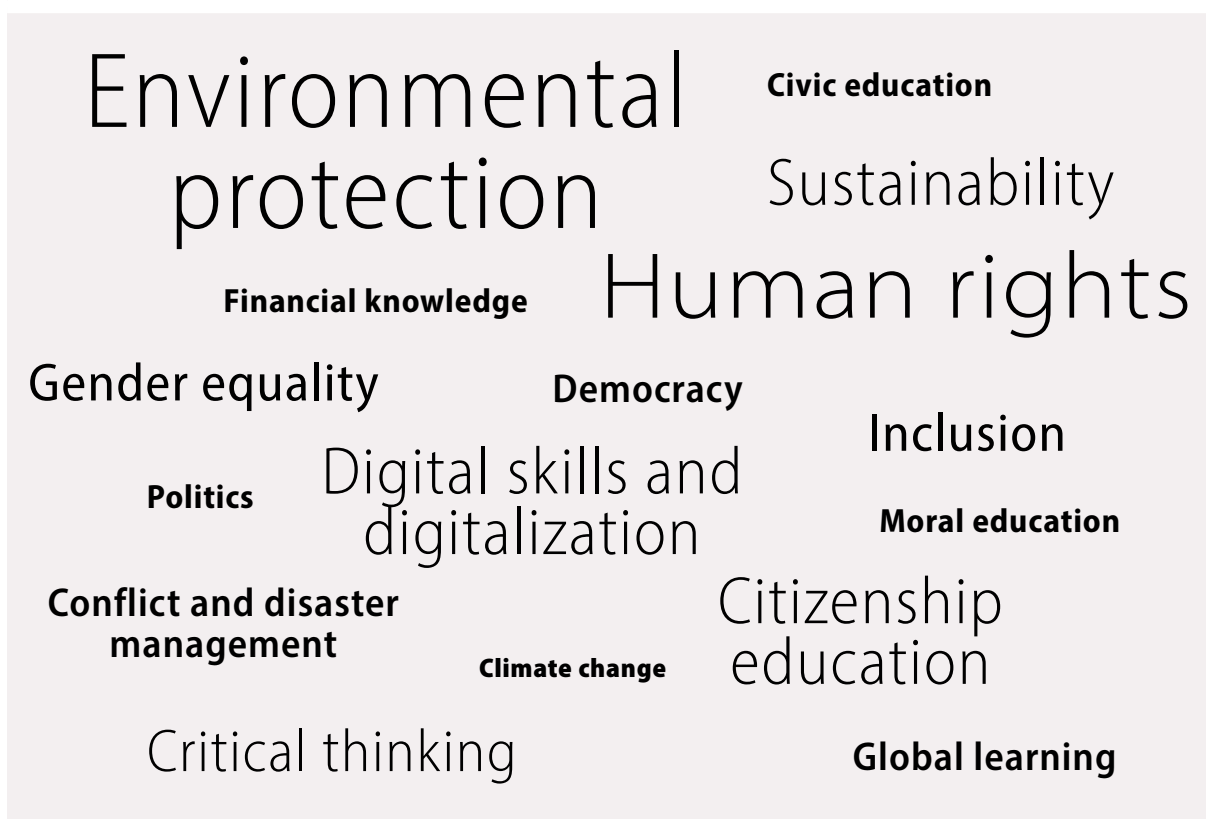 Environmental
protection
Civic education
Sustainability
Financial knowledge
Human rights
Gender equality
Democracy
Inclusion
Politics
Digital skills and
digitalization
Moral education
Conflict and disaster
management
Citizenship
education
Climate change
Critical thinking
Global learning